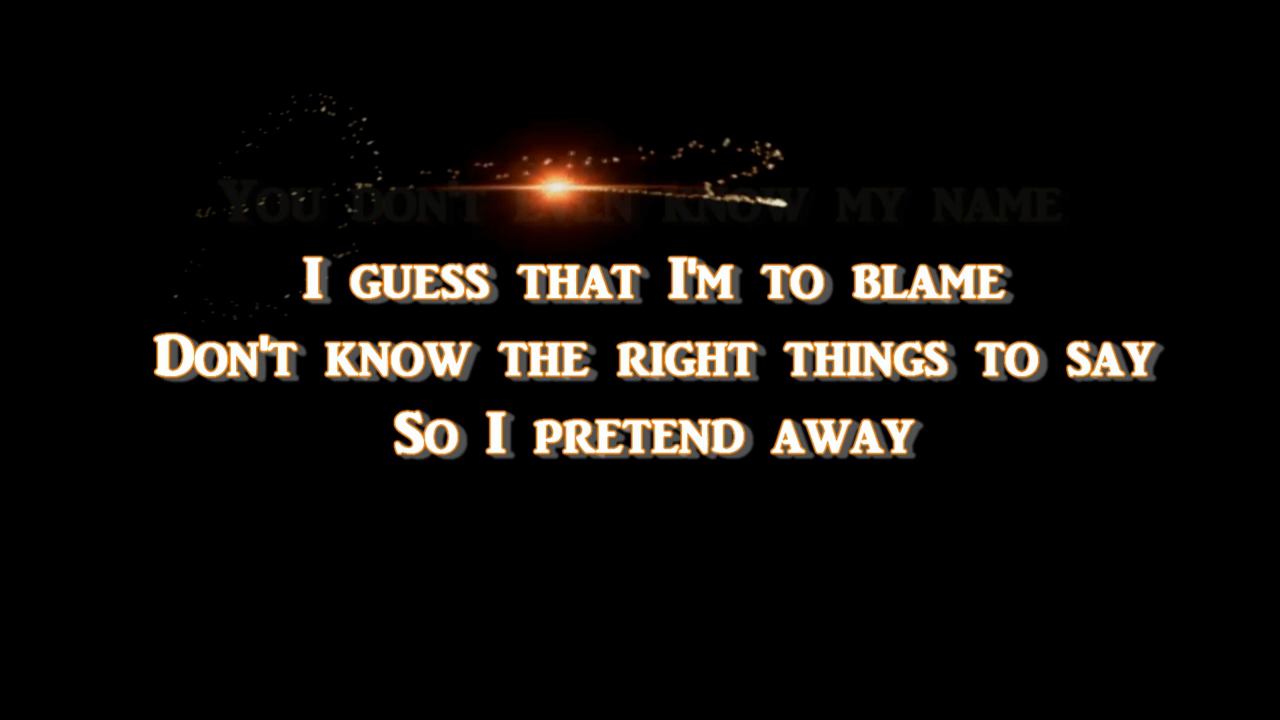 You don't even know my name
I guess that I'm to blame
Don't know the right things to say
So I pretend away